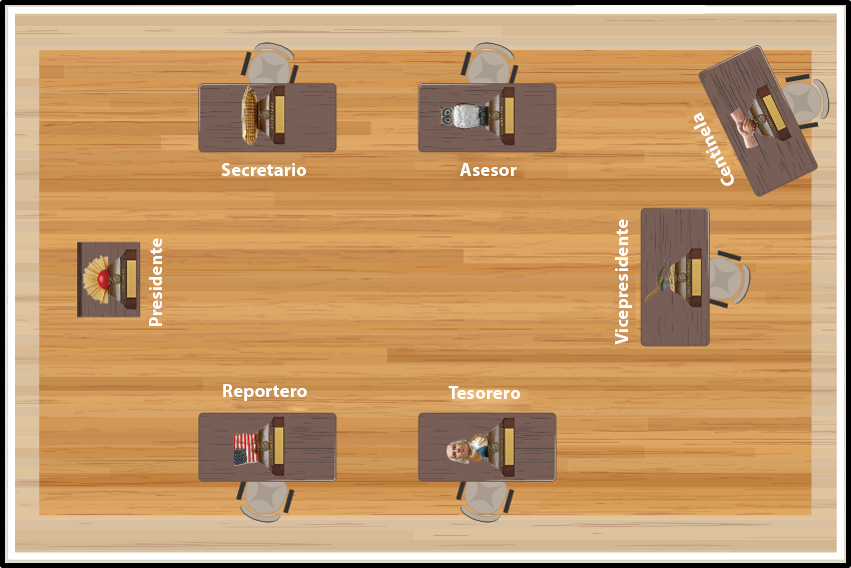 Secretario
Asesor
Centinela
Presidente
Vicepresidente
Reportero
Tesorero